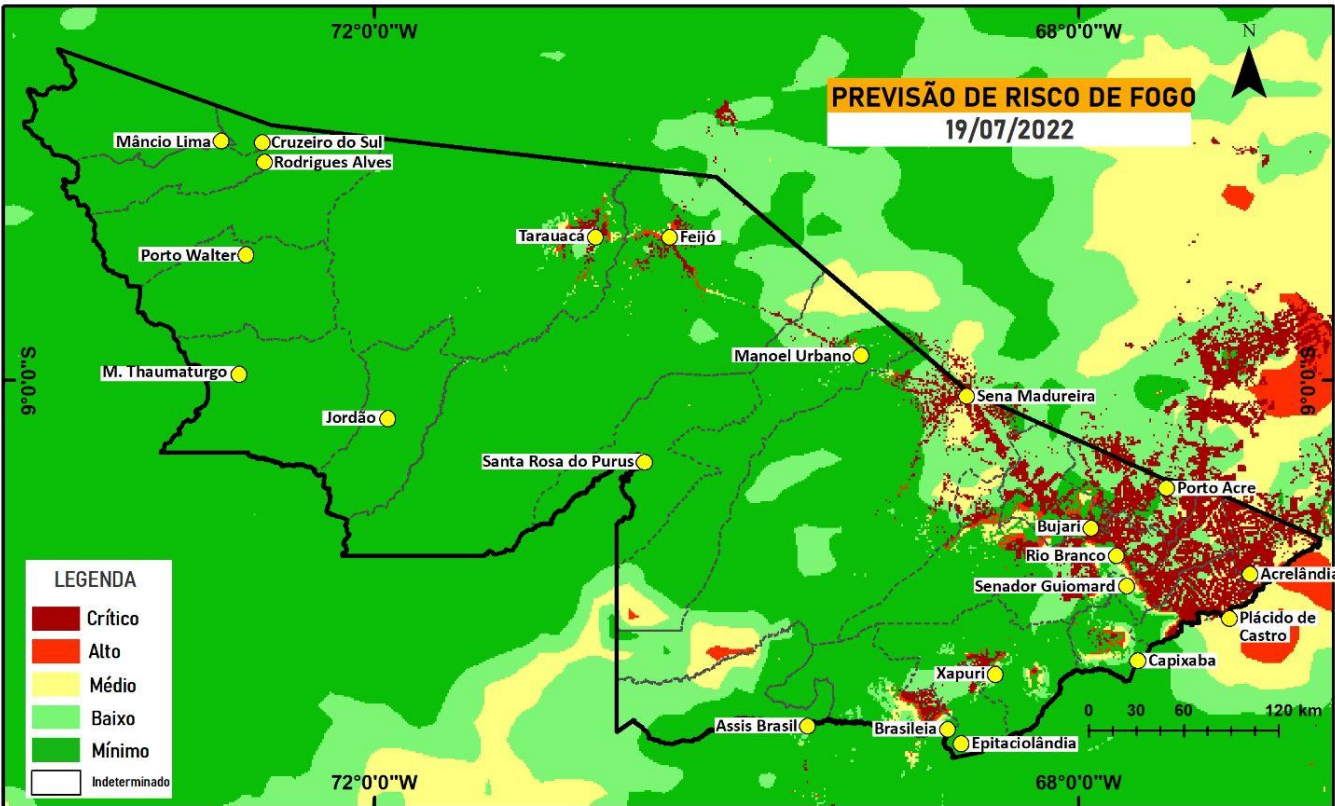 72°0'0"W
68°0'0"W
N
PREVISÃO DE RISCO DE FOGO
19/07/2022
Mâncio Lima
Cruzeiro do Sul
Rodrigues Alves
Porto Walter
Tarauacá
Feijó
Manoel Urbano
9°0'0"S
9°0'0"S
M. Thaumaturgo
Jordão
Sena Madureira
Santa Rosa do Purus
Porto Acre
Bujari
Rio Branco
Senador Guiomard
Acrelândia
Plácido de
Castro
Capixaba
Xapuri
Assis Brasil
Brasileia
Epitaciolândia
LEGENDA
Crítico
Alto
Médio
Baixo
Mínimo
Indeterminado
0 30 60 120 km
72°0'0"W
68°0'0"W